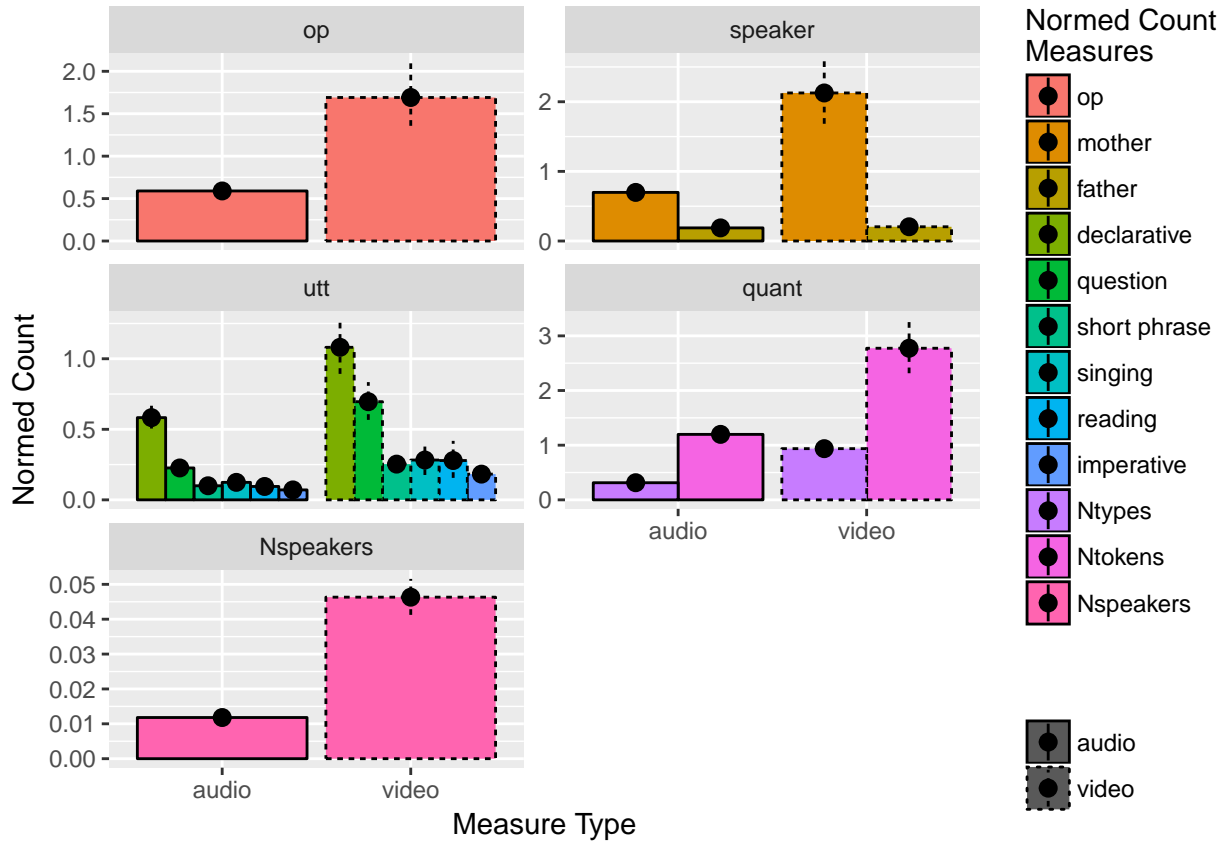 op
speaker
2.0
1.5
1.0
0.5
0.0
2
1
0
utt
quant
1.0
0.5
0.0
3
2
1
0
audio
video
Nspeakers
0.05
0.04
0.03
0.02
0.01
0.00
audio
video
Normed Count
Measure Type
Normed Count
Measures
op
mother
father
declarative
question
short phrase
singing
reading
imperative
Ntypes
Ntokens
Nspeakers
audio
video